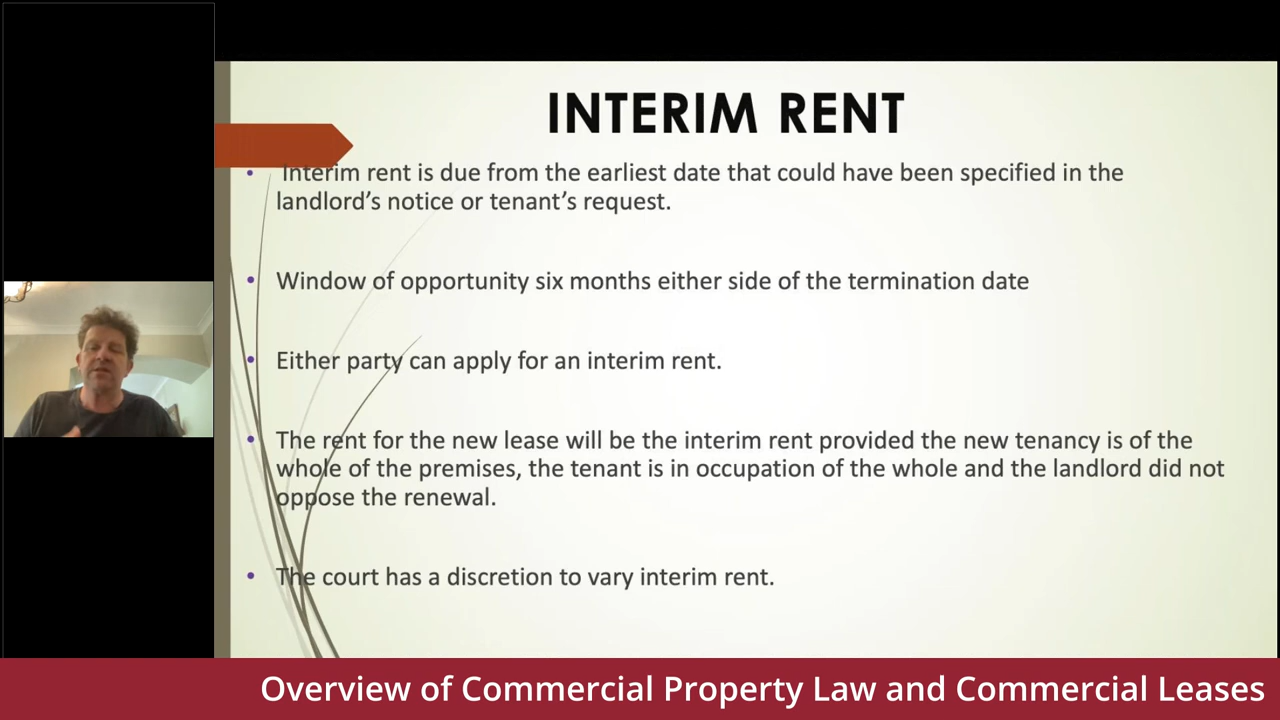 INTERIM RENT
• Interim rent is due from the earliest date that could have been specified in the
landlord’s notice or tenant’s request.
• Window of opportunity six months either side of the termination date
• Either party can apply for an interim rent.
• The rent for the new lease will be the interim rent provided the new tenancy is of the
whole of the premises, the tenant is in occupation of the whole and the landlord did not
oppose the renewal.
• The court has a discretion to vary interim rent.
Overview of Commercial Property Law and Commercial Leases